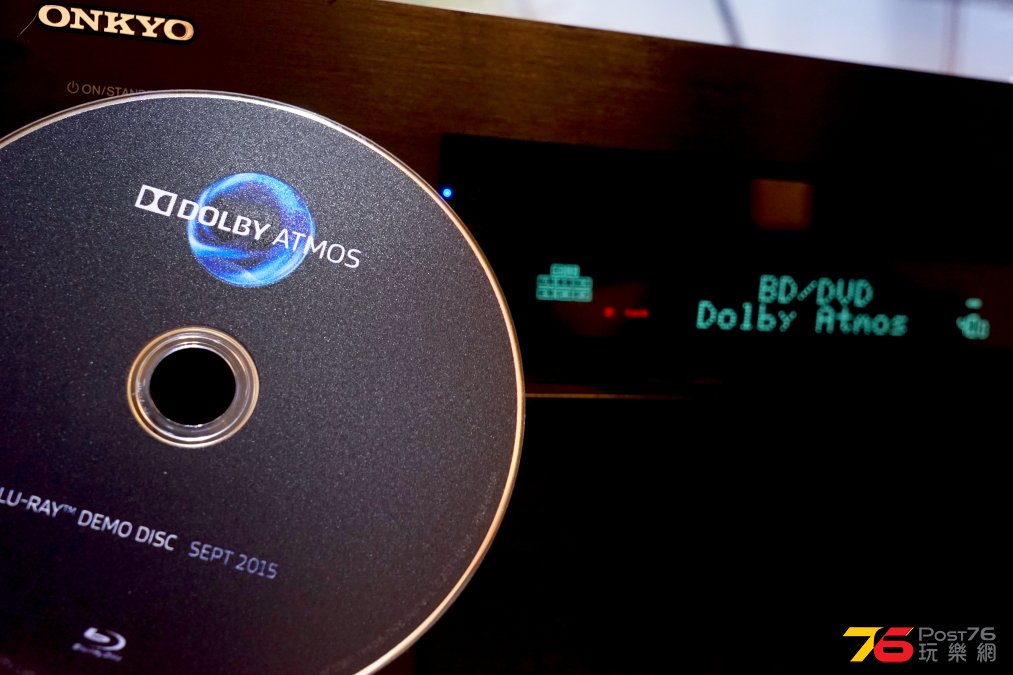 ONKYO
ON/STAND
DOLBY ATMOS
BD/DVD
Dolby Atmos
LU-RAY™ DEMO DISC SEPT 2015
Post76
玩樂網